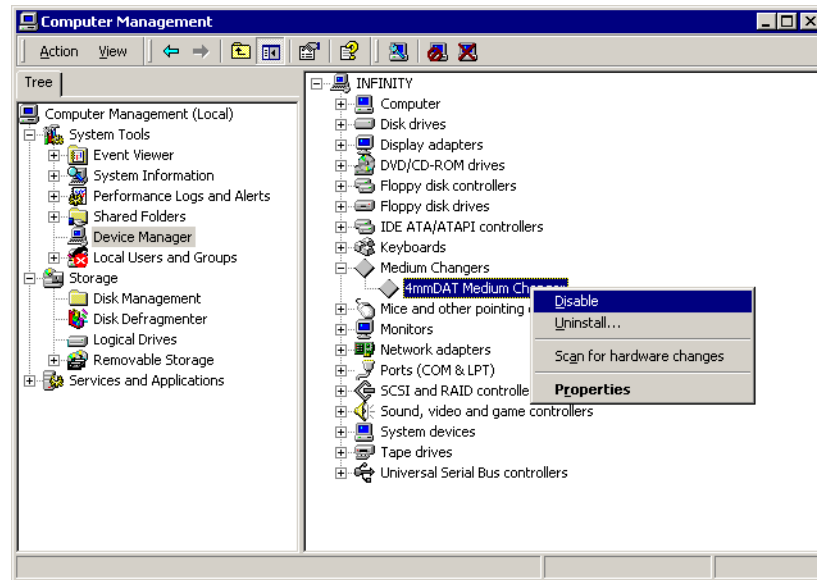 Computer Management
Action View
Tree
Computer Management (Local)
System Tools
Event Viewer
System Information
Performance Logs and Alerts
Shared Folders
Device Manager
Local Users and Groups
Storage
Disk Management
Disk Defragmenter
Logical Drives
Removable Storage
Services and Applications
INFINITY
Computer
Disk drives
Display adapters
DVD/CD-ROM drives
Floppy disk controllers
Floppy disk drives
IDE ATA/ATAPI controllers
Keyboards
Medium Changers
4mmDAT Medium Changer
Mice and other pointing
Monitors
Network adapters
Ports (COM & LPT)
SCSI and RAID controlle
Sound, video and game controllers
System devices
Tape drives
Universal Serial Bus controllers
Disable
Uninstall...
Scan for hardware changes
Properties